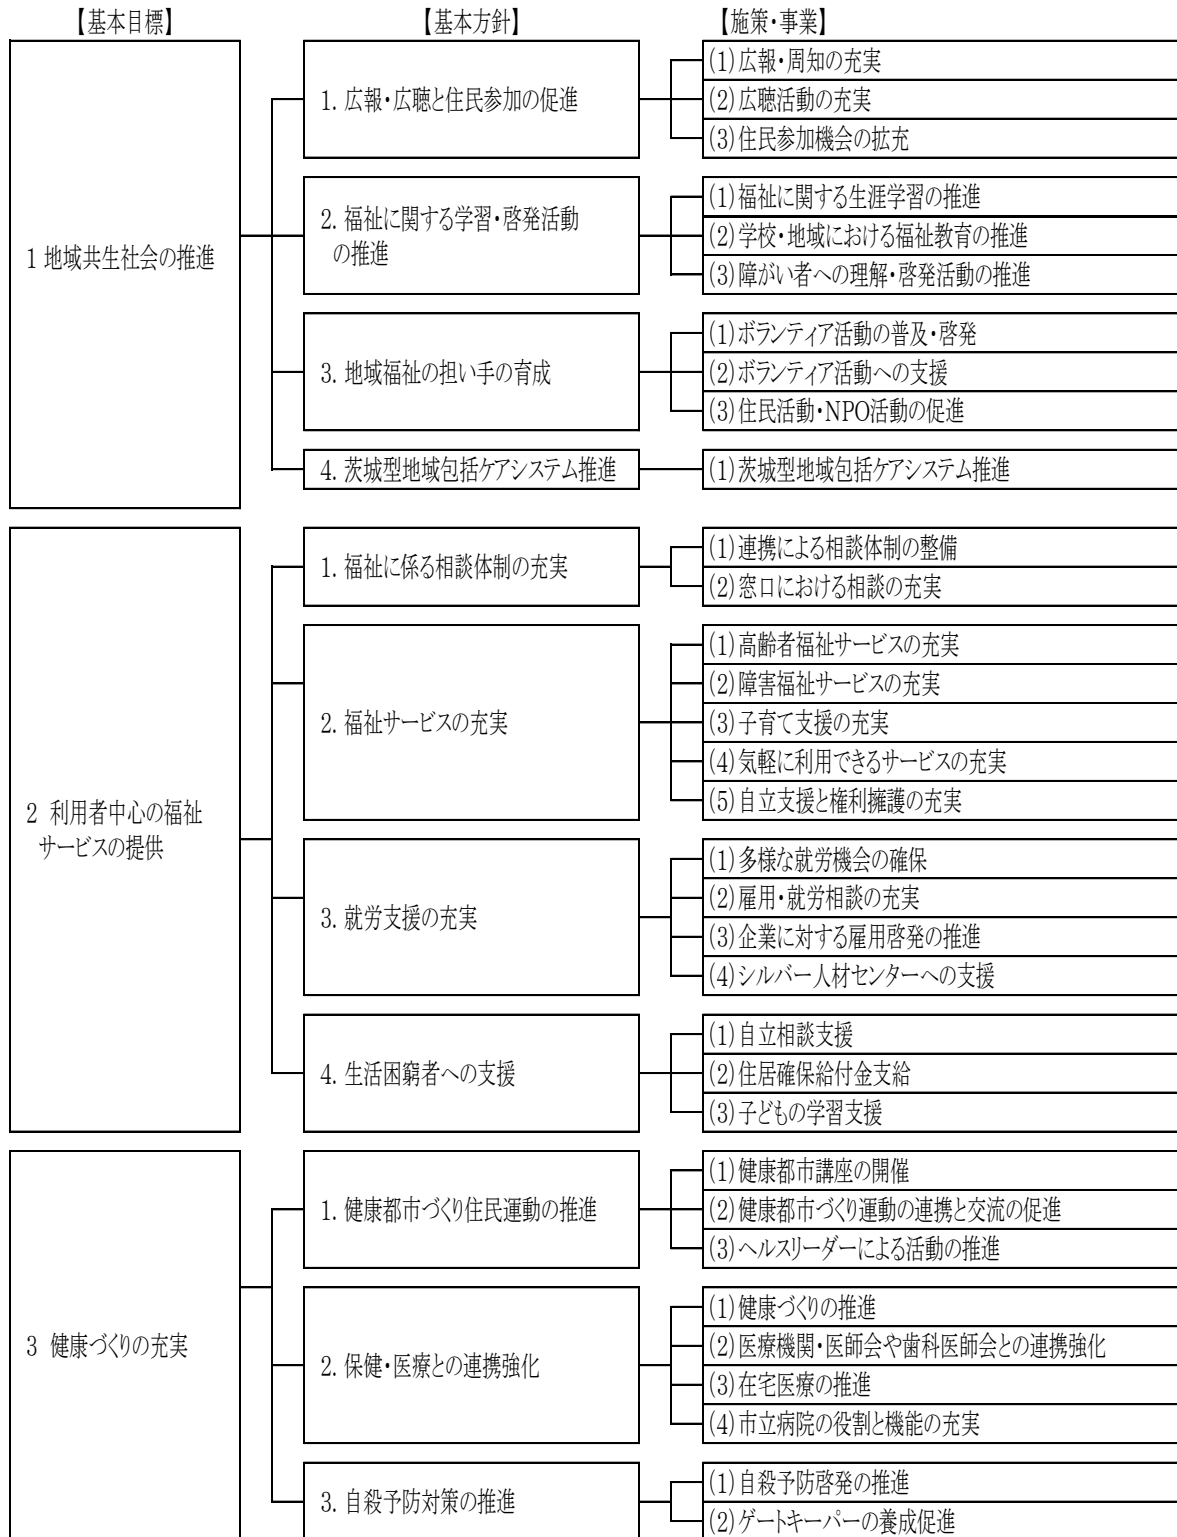 【基本目標】 【基本方針】 【施策・事業】
1 地域共生社会の推進
1. 広報・広聴と住民参加の促進
(1)広報・周知の充実
(2)広聴活動の充実
(3)住民参加機会の拡充
2. 福祉に関する学習・啓発活動
の推進
(1)福祉に関する生涯学習の推進
(2)学校・地域における福祉教育の推進
(3)障がい者への理解・啓発活動の推進
3. 地域福祉の担い手の育成
(1)ボランティア活動の普及・啓発
(2)ボランティア活動への支援
(3)住民活動・NPO活動の促進
4. 茨城型地域包括ケアシステム推進
(1)茨城型地域包括ケアシステム推進
2 利用者中心の福祉
サービスの提供
1. 福祉に係る相談体制の充実
(1)連携による相談体制の整備
(2)窓口における相談の充実
2. 福祉サービスの充実
(1)高齢者福祉サービスの充実
(2)障害福祉サービスの充実
(3)子育て支援の充実
(4)気軽に利用できるサービスの充実
(5)自立支援と権利擁護の充実
3. 就労支援の充実
(1)多様な就労機会の確保
(2)雇用・就労相談の充実
(3)企業に対する雇用啓発の推進
(4)シルバー人材センターへの支援
4. 生活困窮者への支援
(1)自立相談支援
(2)住居確保給付金支給
(3)子どもの学習支援
3 健康づくりの充実
1. 健康都市づくり住民運動の推進
(1)健康都市講座の開催
(2)健康都市づくり運動の連携と交流の促進
(3)ヘルスリーダーによる活動の推進
2. 保健・医療との連携強化
(1)健康づくりの推進
(2)医療機関・医師会や歯科医師会との連携強化
(3)在宅医療の推進
(4)市立病院の役割と機能の充実
3. 自殺予防対策の推進
(1)自殺予防啓発の推進
(2)ゲートキーパーの養成促進